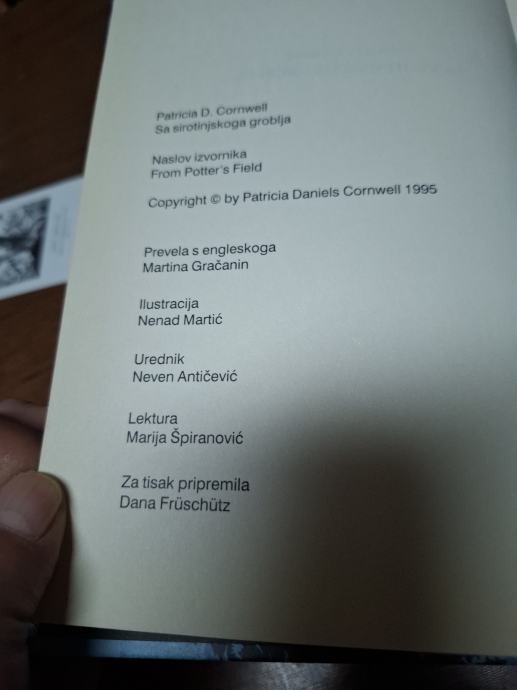 Patricia D. Cornwell
Sa sirotinjskoga groblja
Naslov izvornika
From Potter's Field
Copyright © by Patricia Daniels Cornwell 1995
Prevela s engleskoga
Martina Gračanin
Ilustracija
Nenad Martić
Urednik
Neven Antičević
Lektura
Marija Špiranović
Za tisak pripremila
Dana Früschütz